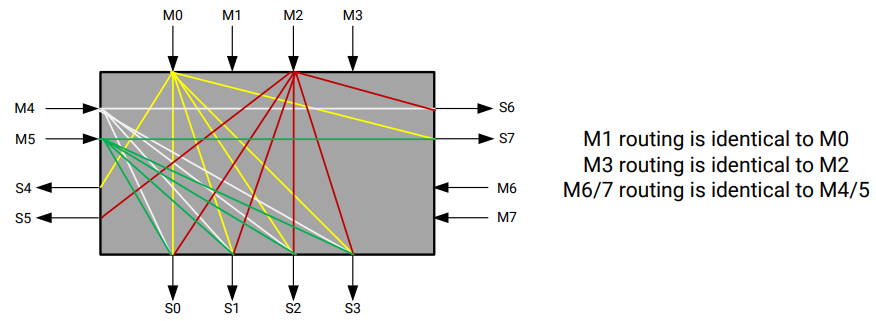 M0 M1 M2 M3
M4 S6
M5 S7
M1 routing is identical to M0
M3 routing is identical to M2
M6/7 routing is identical to M4/5
S4 M6
S5 M7
S0 S1 S2 S3